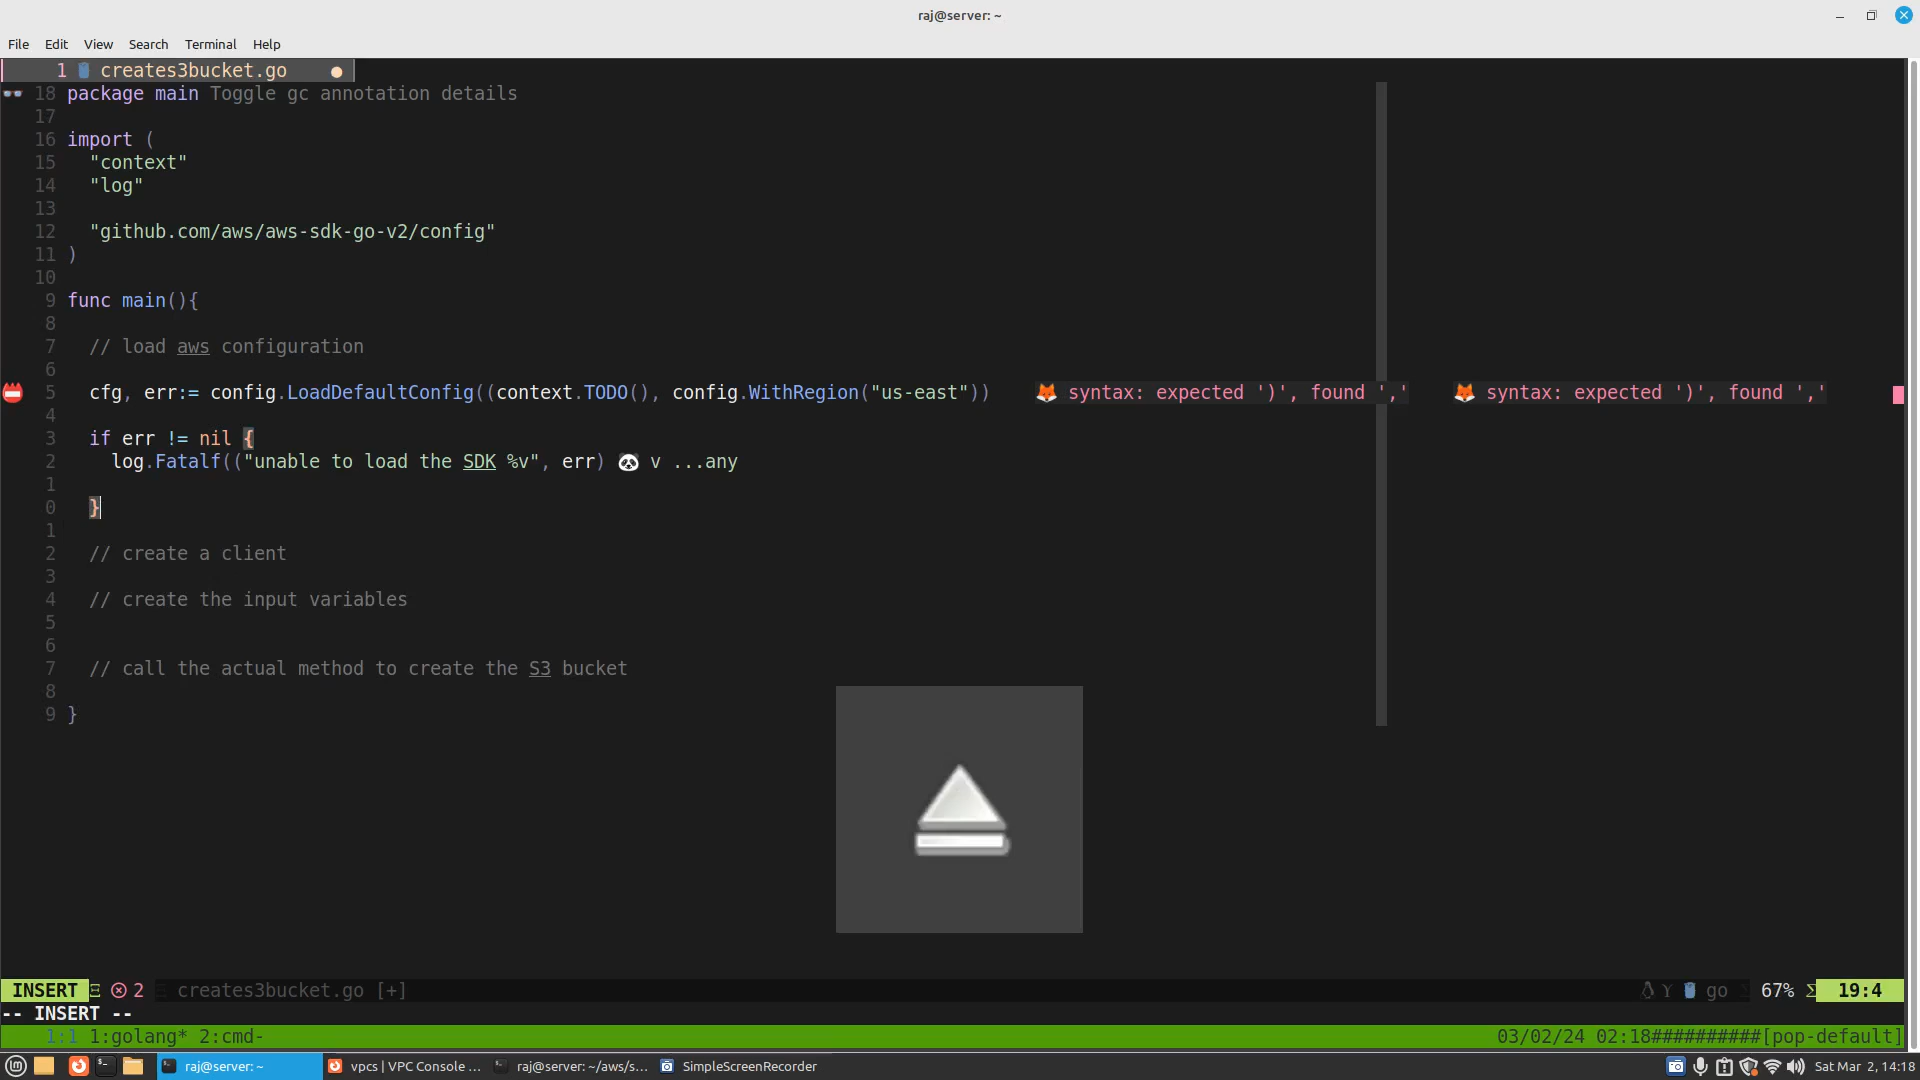 raj@server: ~
File Edit View Search Terminal Help
1 creates3bucket.go
18 package main Toggle gc annotation details
17
16 import (
15 "context"
14 "log"
13
12 "github.com/aws/aws-sdk-go-v2/config"
11 )
10
9 func main(){
8
7 // load aws configuration
6
5 cfg, err:= config.LoadDefaultConfig((context.TODO(), config.WithRegion("us-east")) 🦊 syntax: expected ')', found ',' 🦊 syntax: expected ')', found ','
4
3 if err != nil {
2 log.Fatalf(("unable to load the SDK %v", err) 🐼 v ...any
1
0 }
1
2 // create a client
3
4 // create the input variables
5
6
7 // call the actual method to create the S3 bucket
8
9 }
INSERT 2 creates3bucket.go [+] go 67% 19:4
-- INSERT --
1:1 1:golang* 2:cmd- 03/02/24 02:18##########[pop-default]
raj@server: ~ vpcs | VPC Console ... raj@server: ~/aws/s... SimpleScreenRecorder Sat Mar 2, 14:18